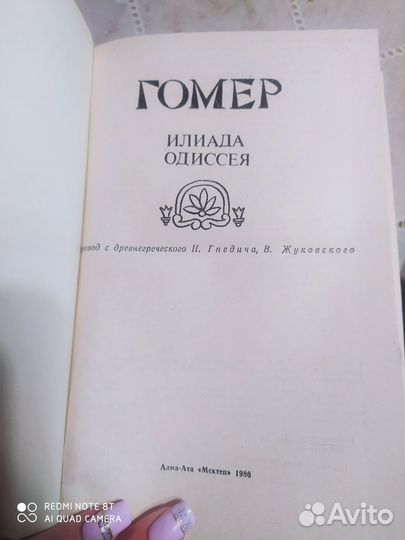 ГОМЕР
ИЛИАДА
ОДИССЕЯ
с древнегреческого Н. Гнедича, В. Жуковского
Алма-Ата «Мектеп» 1986
REDMI NOTE 8T
AI QUAD CAMERA
Avito